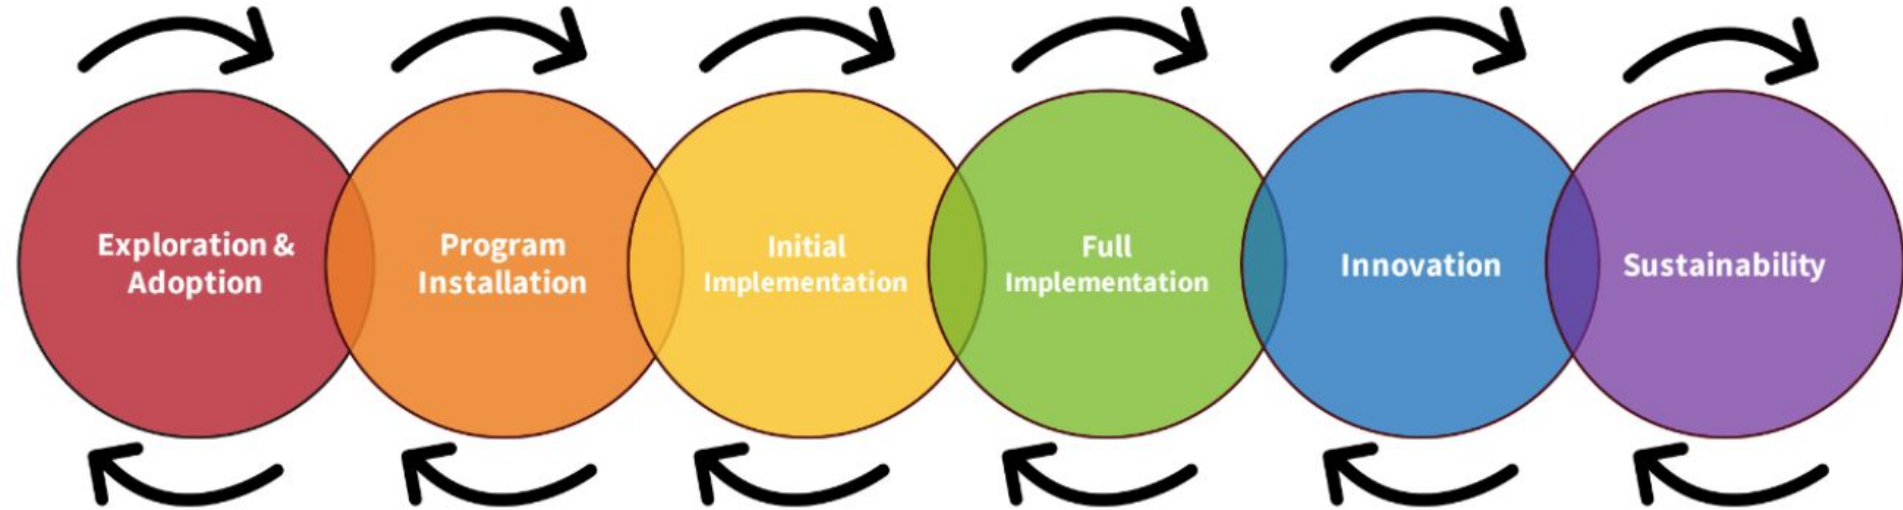 Exploration &
Adoption
Program
Installation
Initial
Implementation
Full
Implementation
Innovation
Sustainability